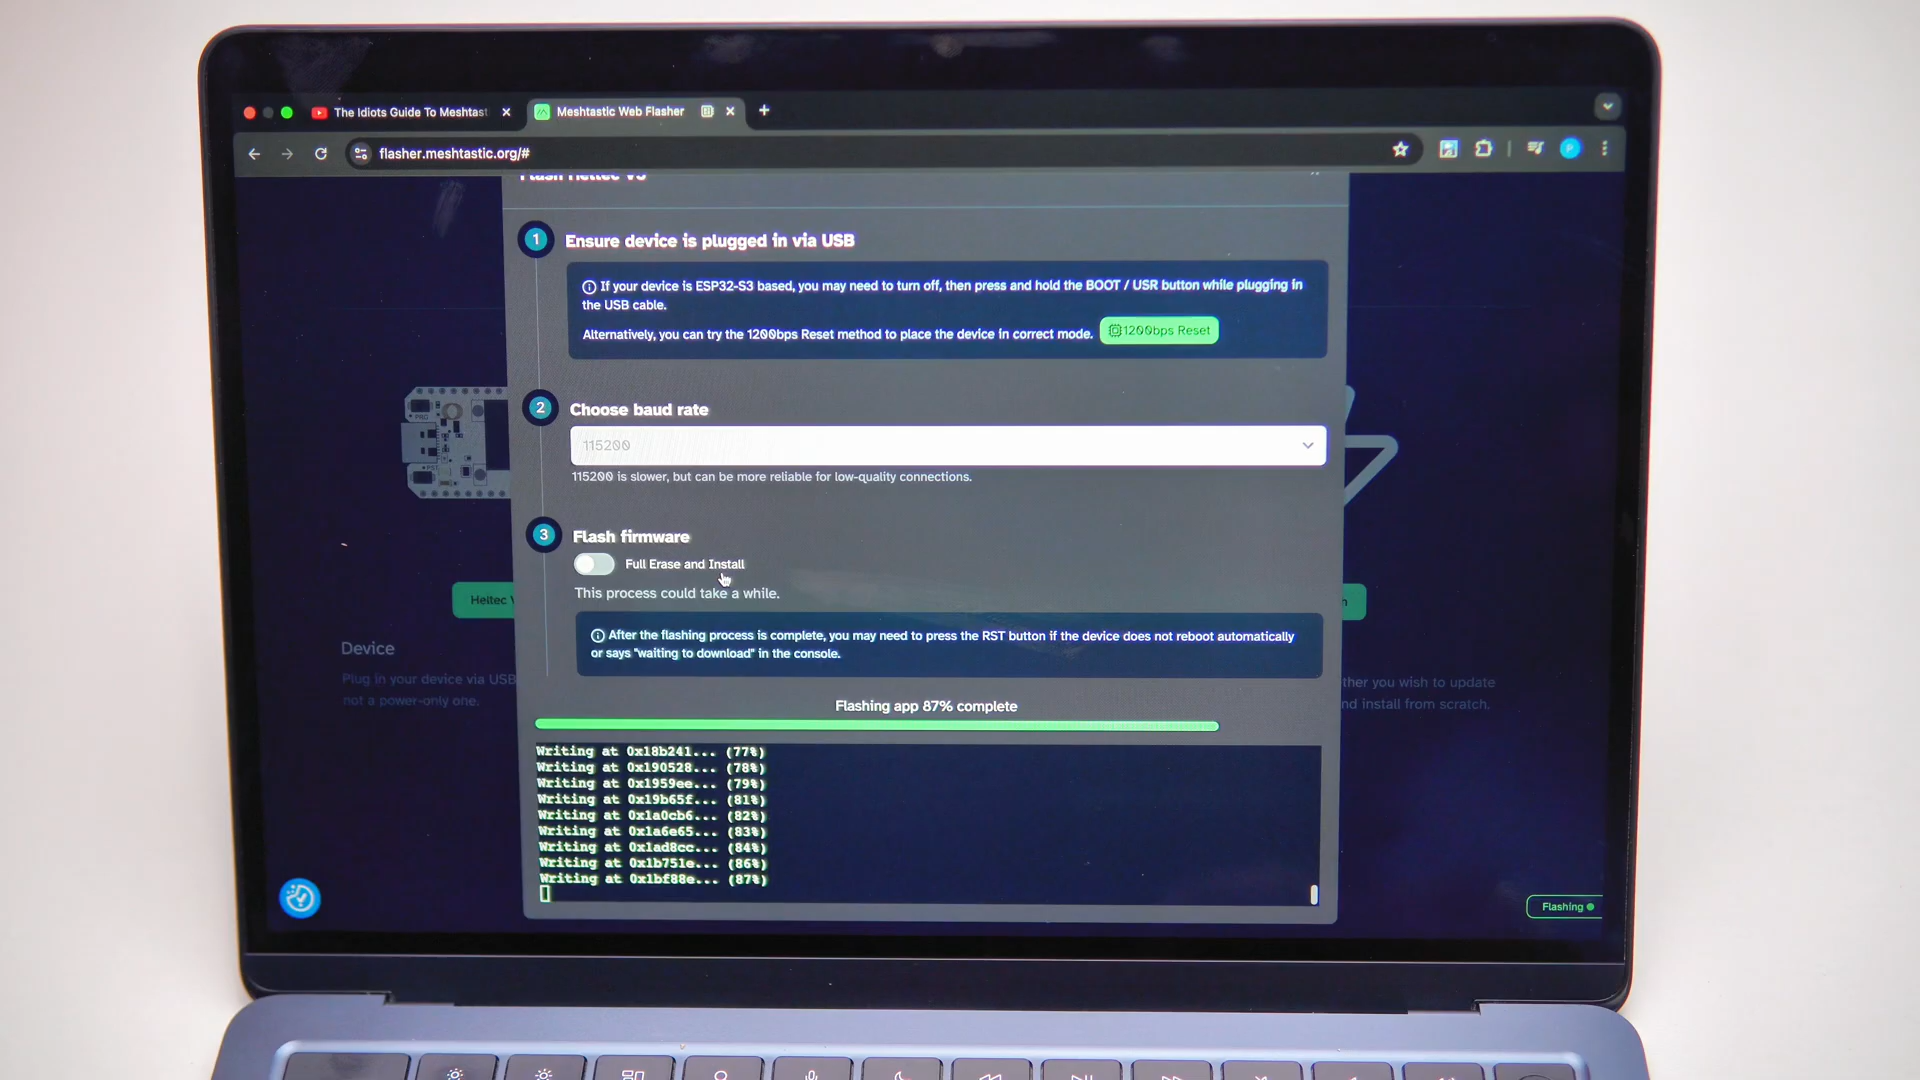 The Idiots Guide To Meshtast
Meshtastic Web Flasher
flasher.meshtastic.org/#
P
Flash Heltec V3
1
Ensure device is plugged in via USB
If your device is ESP32-S3 based, you may need to turn off, then press and hold the BOOT / USR button while plugging in
the USB cable.
Alternatively, you can try the 1200bps Reset method to place the device in correct mode.
1200bps Reset
2
Choose baud rate
115200
115200 is slower, but can be more reliable for low-quality connections.
PRO
3
Flash firmware
Full Erase and Install
This process could take a while.
Heltec V
After the flashing process is complete, you may need to press the RST button if the device does not reboot automatically
or says "waiting to download" in the console.
Device
Plug in your device via USB
not a power-only one.
ther you wish to update
nd install from scratch.
Flashing app 87% complete
Writing at 0x18b241... (77%)
Writing at 0x190528... (78%)
Writing at 0x1959ee... (79%)
Writing at 0x19b65f... (81%)
Writing at 0x1a0cb6... (82%)
Writing at 0x1a6e65... (83%)
Writing at 0x1ad8cc... (84%)
Writing at 0x1b751e... (86%)
Writing at 0x1bf88e... (87%)
Flashing